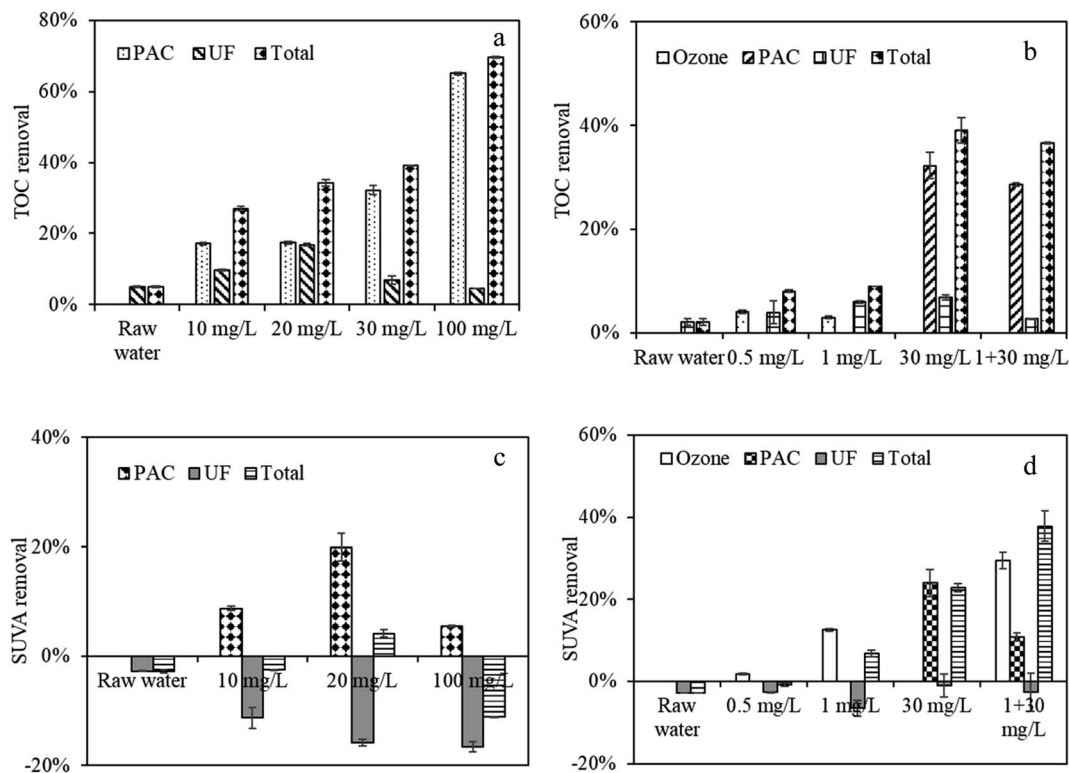 80%
60%
40%
20%
0%
TOC removal
PAC UF Total
a
Raw
water
10 mg/L 20 mg/L 30 mg/L 100 mg/L
60%
40%
20%
0%
TOC removal
Ozone PAC UF Total
b
Raw water 0.5 mg/L 1 mg/L 30 mg/L 1+30 mg/L
40%
20%
0%
-20%
SUVA removal
PAC UF Total
c
Raw water 10 mg/L 20 mg/L 100 mg/L
60%
40%
20%
0%
-20%
SUVA removal
Ozone PAC UF Total
d
Raw
water
0.5 mg/L 1 mg/L 30 mg/L 1+30
mg/L